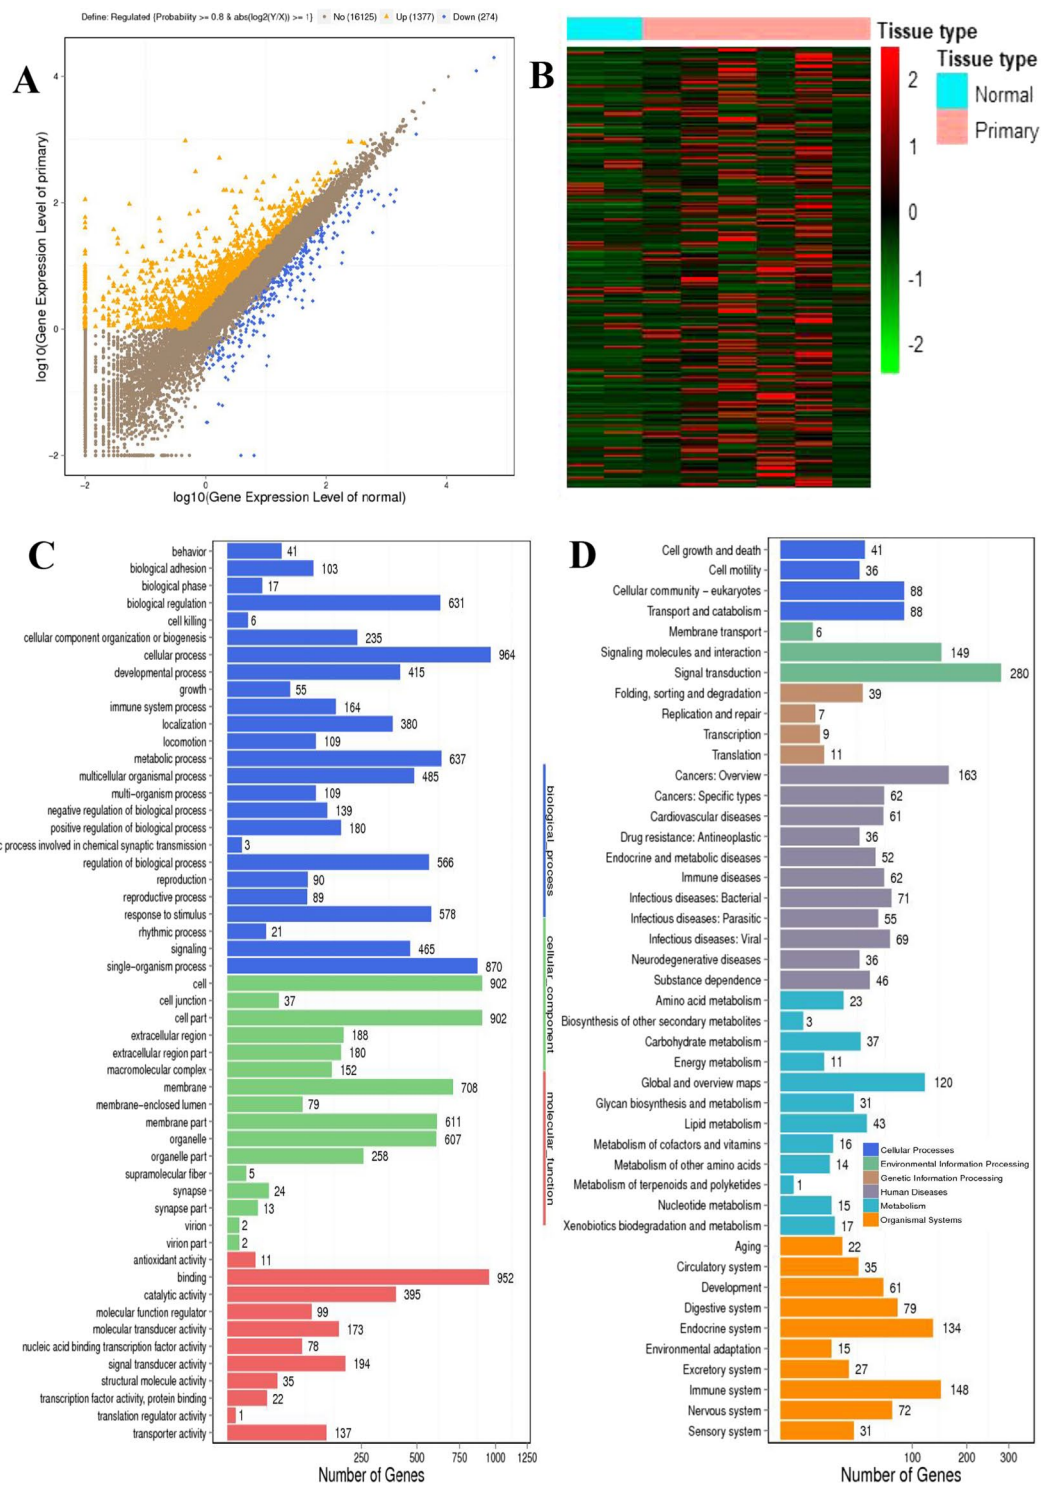 Define: Regulated {Probability >= 0.8 & abs(log2(Y/X)) >= 1} No (16125) Up (1377) Down (274)
A
log10(Gene Expression Level of primary)
4
2
0
−2
−2 0 2 4
log10(Gene Expression Level of normal)
B
Tissue type
2
1
0
-1
-2
Tissue type
Normal
Primary
C
behavior 41
biological adhesion 103
biological phase 17
biological regulation 631
cell killing 6
cellular component organization or biogenesis 235
cellular process 964
developmental process 415
growth 55
immune system process 164
localization 380
locomotion 109
metabolic process 637
multicellular organismal process 485
multi−organism process 109
negative regulation of biological process 139
positive regulation of biological process 180
c process involved in chemical synaptic transmission 3
regulation of biological process 566
reproduction 90
reproductive process 89
response to stimulus 578
rhythmic process 21
signaling 465
single−organism process 870
cell 902
cell junction 37
cell part 902
extracellular region 188
extracellular region part 180
macromolecular complex 152
membrane 708
membrane−enclosed lumen 79
membrane part 611
organelle 607
organelle part 258
supramolecular fiber 5
synapse 24
synapse part 13
virion 2
virion part 2
antioxidant activity 11
binding 952
catalytic activity 395
molecular function regulator 99
molecular transducer activity 173
nucleic acid binding transcription factor activity 78
signal transducer activity 194
structural molecule activity 35
transcription factor activity, protein binding 22
translation regulator activity 1
transporter activity 137
250 500 750 1000 1250
Number of Genes
biological_process
cellular_component
molecular_function
D
Cell growth and death 41
Cell motility 36
Cellular community − eukaryotes 88
Transport and catabolism 88
Membrane transport 6
Signaling molecules and interaction 149
Signal transduction 280
Folding, sorting and degradation 39
Replication and repair 7
Transcription 9
Translation 11
Cancers: Overview 163
Cancers: Specific types 62
Cardiovascular diseases 61
Drug resistance: Antineoplastic 36
Endocrine and metabolic diseases 52
Immune diseases 62
Infectious diseases: Bacterial 71
Infectious diseases: Parasitic 55
Infectious diseases: Viral 69
Neurodegenerative diseases 36
Substance dependence 46
Amino acid metabolism 23
Biosynthesis of other secondary metabolites 3
Carbohydrate metabolism 37
Energy metabolism 11
Global and overview maps 120
Glycan biosynthesis and metabolism 31
Lipid metabolism 43
Metabolism of cofactors and vitamins 16
Metabolism of other amino acids 14
Metabolism of terpenoids and polyketides 1
Nucleotide metabolism 15
Xenobiotics biodegradation and metabolism 17
Aging 22
Circulatory system 35
Development 61
Digestive system 79
Endocrine system 134
Environmental adaptation 15
Excretory system 27
Immune system 148
Nervous system 72
Sensory system 31
Cellular Processes
Environmental Information Processing
Genetic Information Processing
Human Diseases
Metabolism
Organismal Systems
100 200 300
Number of Genes